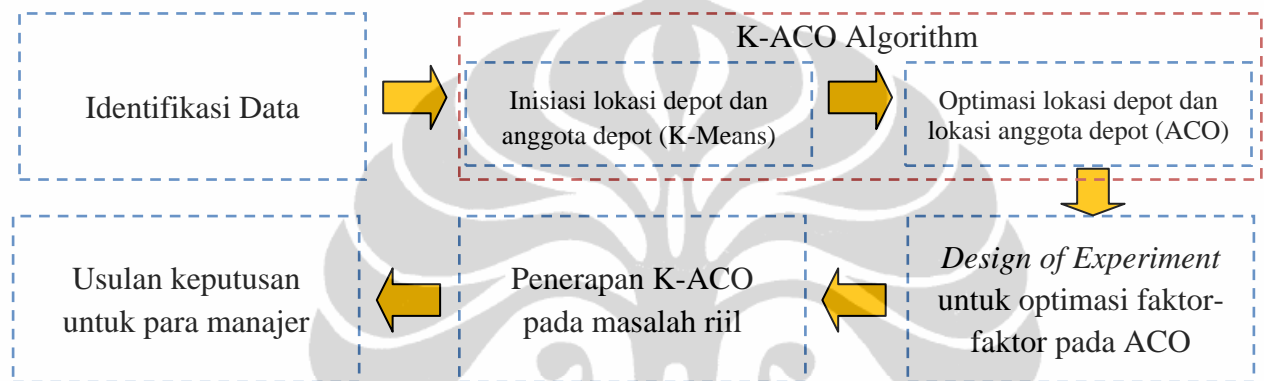 K-ACO Algorithm
Identifikasi Data
Inisiasi lokasi depot dan
anggota depot (K-Means)
Optimasi lokasi depot dan
lokasi anggota depot (ACO)
Design of Experiment
untuk optimasi faktor-
faktor pada ACO
Penerapan K-ACO
pada masalah riil
Usulan keputusan
untuk para manajer